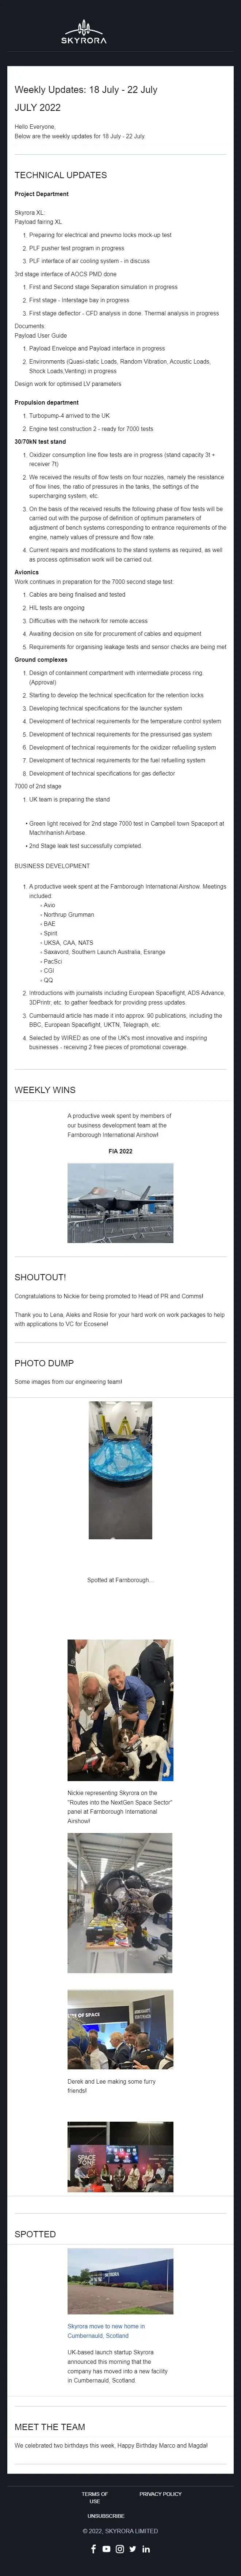 SKYRORA
Weekly Updates: 18 July - 22 July
JULY 2022
Hello Everyone,
Below are the weekly updates for 18 July - 22 July.
TECHNICAL UPDATES
Project Department
Skyrora XL:
Payload fairing XL
1. Preparing for electrical and pneumo locks mock-up test
2. PLF pusher test program in progress
3. PLF interface of air cooling system - in discuss
3rd stage interface of AOCS PMD done
1. First and Second stage Separation simulation in progress
2. First stage - Interstage bay in progress
3. First stage deflector - CFD analysis in done. Thermal analysis in progress
Documents:
Payload User Guide
1. Payload Envelope and Payload interface in progress
2. Environments (Quasi-static Loads, Random Vibration, Acoustic Loads,
Shock Loads,Venting) in progress
Design work for optimised LV parameters
Propulsion department
1. Turbopump-4 arrived to the UK
2. Engine test construction 2 - ready for 7000 tests
30/70kN test stand
1. Oxidizer consumption line flow tests are in progress (stand capacity 3t +
receiver 7t)
2. We received the results of flow tests on four nozzles, namely the resistance
of flow lines, the ratio of pressures in the tanks, the settings of the
supercharging system, etc.
3. On the basis of the received results the following phase of flow tests will be
carried out with the purpose of definition of optimum parameters of
adjustment of bench systems corresponding to entrance requirements of the
engine, namely values of pressure and flow rate.
4. Current repairs and modifications to the stand systems as required, as well
as process optimisation work will be carried out.
Avionics
Work continues in preparation for the 7000 second stage test:
1. Cables are being finalised and tested
2. HIL tests are ongoing
3. Difficulties with the network for remote access
4. Awaiting decision on site for procurement of cables and equipment
5. Requirements for organising leakage tests and sensor checks are being met
Ground complexes
1. Design of containment compartment with intermediate process ring.
(Approval)
2. Starting to develop the technical specification for the retention locks
3. Developing technical specifications for the launcher system
4. Development of technical requirements for the temperature control system
5. Development of technical requirements for the pressurised gas system
6. Development of technical requirements for the oxidizer refuelling system
7. Development of technical requirements for the fuel refuelling system
8. Development of technical specifications for gas deflector
7000 of 2nd stage
1. UK team is preparing the stand
• Green light received for 2nd stage 7000 test in Campbell town Spaceport at
Machrihanish Airbase.
• 2nd Stage leak test successfully completed.
BUSINESS DEVELOPMENT
1. A productive week spent at the Farnborough International Airshow. Meetings
included:
◦ Avio
◦ Northrup Grumman
◦ BAE
◦ Spirit
◦ UKSA, CAA, NATS
◦ Saxavord, Southern Launch Australia, Esrange
◦ PacSci
◦ CGI
◦ QQ
2. Introductions with journalists including European Spaceflight, ADS Advance,
3DPrintr, etc. to gather feedback for providing press updates.
3. Cumbernauld article has made it into approx. 90 publications, including the
BBC, European Spaceflight, UKTN, Telegraph, etc.
4. Selected by WIRED as one of the UK's most innovative and inspiring
businesses - receiving 2 free pieces of promotional coverage.
WEEKLY WINS
A productive week spent by members of
our business development team at the
Farnborough International Airshow!
FIA 2022
SHOUTOUT!
Congratulations to Nickie for being promoted to Head of PR and Comms!
Thank you to Lena, Aleks and Rosie for your hard work on work packages to help
with applications to VC for Ecosene!
PHOTO DUMP
Some images from our engineering team!
Spotted at Farnborough...
Nickie representing Skyrora on the
"Routes into the NextGen Space Sector"
panel at Farnborough International
Airshow!
OF SPACE
Derek and Lee making some furry
friends!
SPACE
ZONE
SPOTTED
SKYRORA
Skyrora move to new home in
Cumbernauld, Scotland
UK-based launch startup Skyrora
announced this morning that the
company has moved into a new facility
in Cumbernauld, Scotland.
MEET THE TEAM
We celebrated two birthdays this week, Happy Birthday Marco and Magda!
TERMS OF
USE
PRIVACY POLICY
UNSUBSCRIBE
© 2022, SKYRORA LIMITED